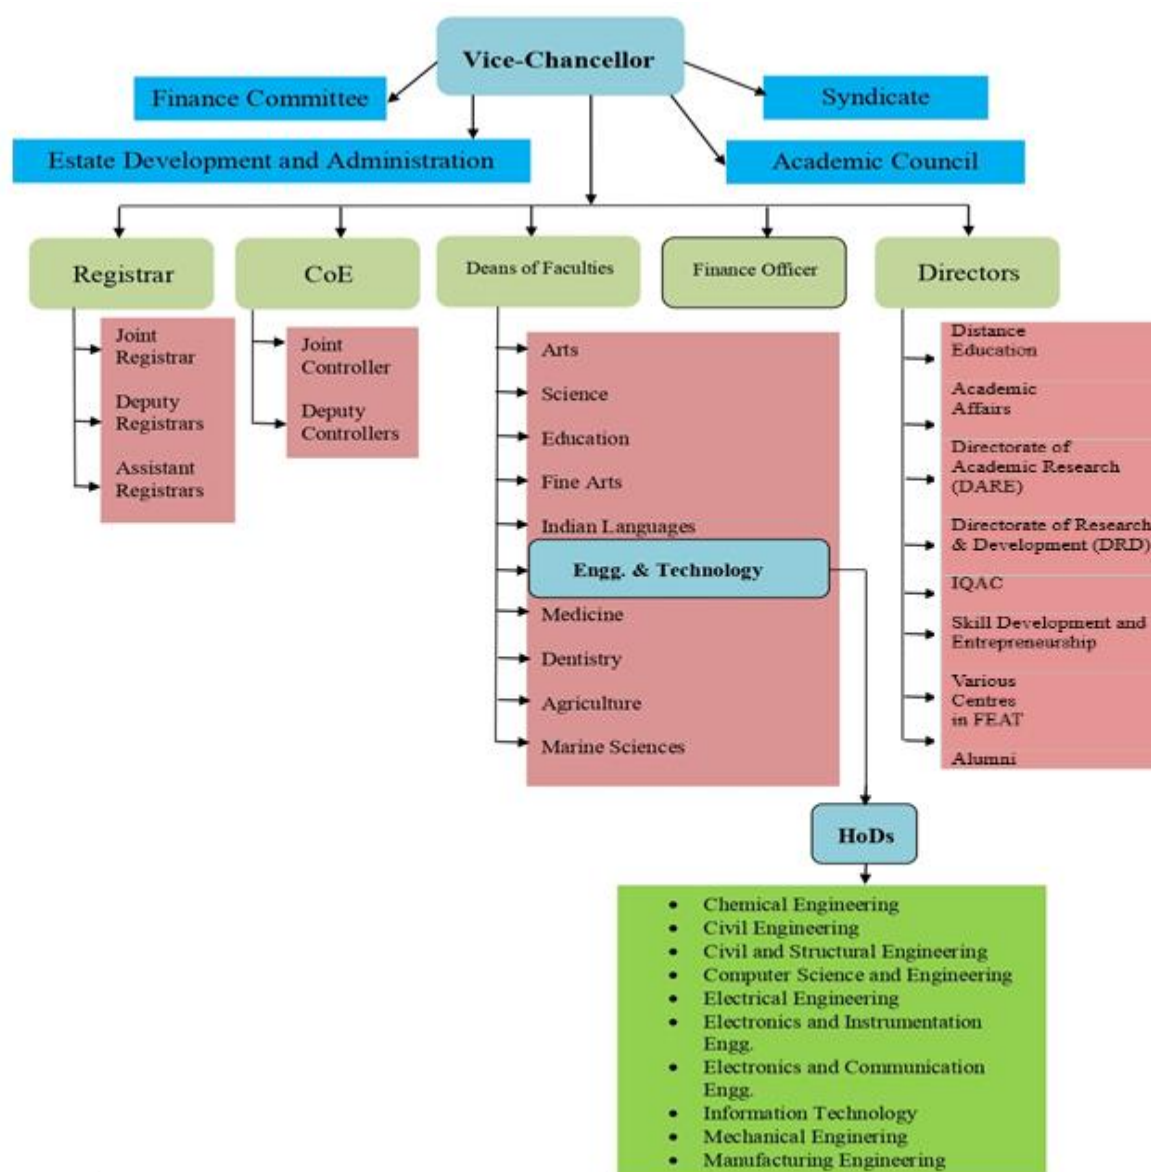 Vice-Chancellor
Finance Committee
Syndicate
Estate Development and Administration
Academic Council
Registrar
CoE
Deans of Faculties
Finance Officer
Directors
Joint
Registrar
Deputy
Registrars
Assistant
Registrars
Joint
Controller
Deputy
Controllers
Arts
Science
Education
Fine Arts
Indian Languages
Engg. & Technology
Medicine
Dentistry
Agriculture
Marine Sciences
Distance
Education
Academic
Affairs
Directorate of
Academic Research
(DARE)
Directorate of Research
& Development (DRD)
IQAC
Skill Development and
Entrepreneurship
Various
Centres
in FEAT
Alumni
HoDs
• Chemical Engineering
• Civil Engineering
• Civil and Structural Engineering
• Computer Science and Engineering
• Electrical Engineering
• Electronics and Instrumentation
Engg.
• Electronics and Communication
Engg.
• Information Technology
• Mechanical Enginering
• Manufacturing Engineering